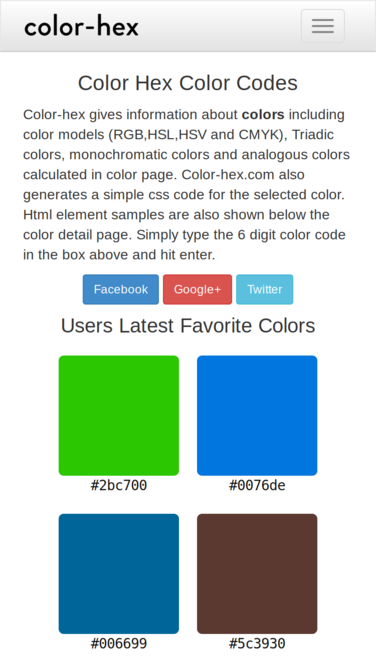 color-hex
Color Hex Color Codes
Color-hex gives information about colors including
color models (RGB,HSL,HSV and CMYK), Triadic
colors, monochromatic colors and analogous colors
calculated in color page. Color-hex.com also
generates a simple css code for the selected color.
Html element samples are also shown below the
color detail page. Simply type the 6 digit color code
in the box above and hit enter.
Facebook Google+ Twitter
Users Latest Favorite Colors
#2bc700 #0076de
#006699 #5c3930